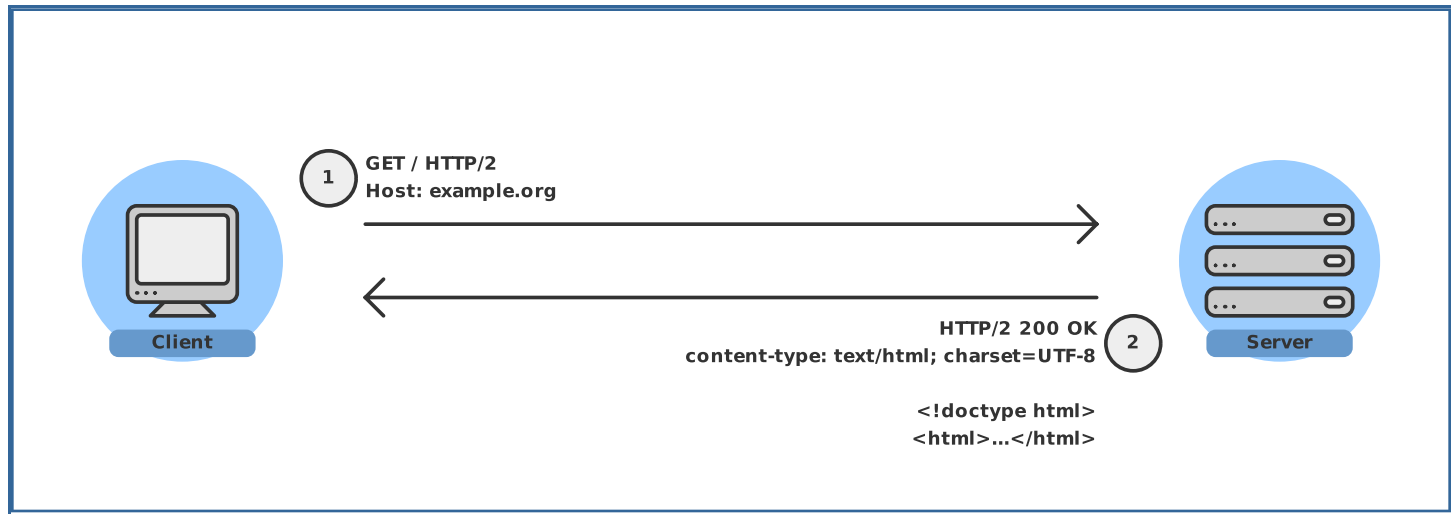 1
GET / HTTP/2
Host: example.org
Client
Server
HTTP/2 200 OK
2
content-type: text/html; charset=UTF-8
<!doctype html>
<html>...</html>